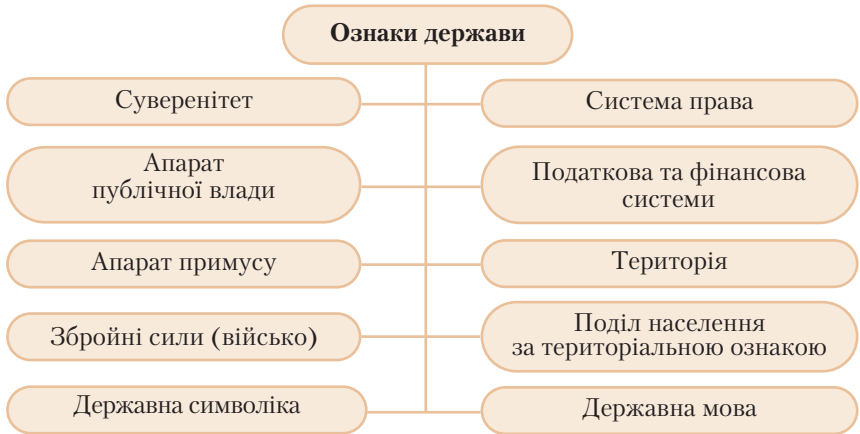 Ознаки держави
Суверенітет
Система права
Апарат
публічної влади
Податкова та фінансова
системи
Апарат примусу
Територія
Збройні сили (військо)
Поділ населення
за територіальною ознакою
Державна символіка
Державна мова